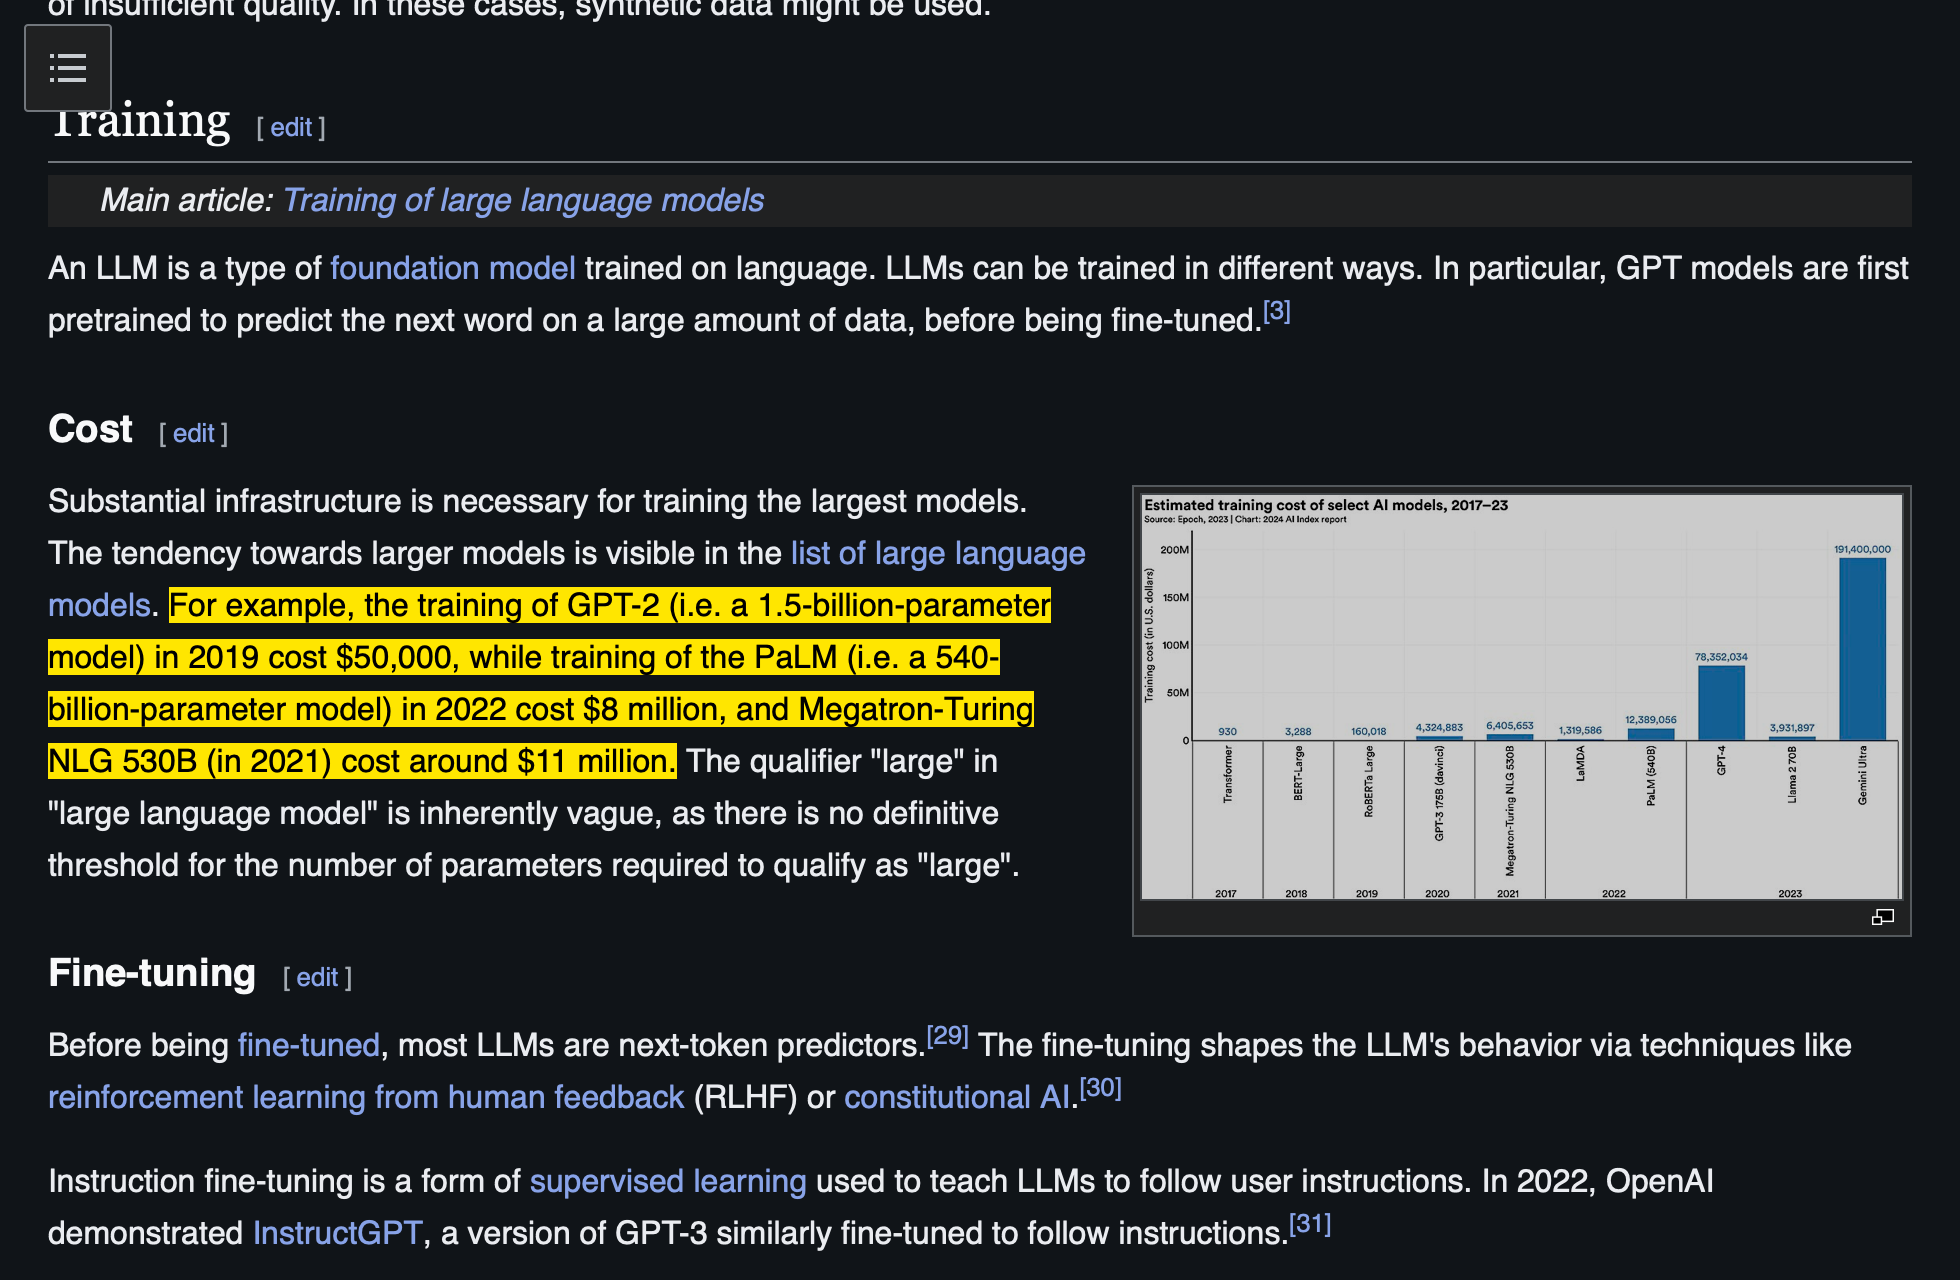 of insufficient quality. In these cases, synthetic data might be used.
Training [ edit ]
Main article: Training of large language models
An LLM is a type of foundation model trained on language. LLMs can be trained in different ways. In particular, GPT models are first
pretrained to predict the next word on a large amount of data, before being fine-tuned.[3]
Cost [ edit ]
Substantial infrastructure is necessary for training the largest models.
The tendency towards larger models is visible in the list of large language
models. For example, the training of GPT-2 (i.e. a 1.5-billion-parameter
model) in 2019 cost $50,000, while training of the PaLM (i.e. a 540-
billion-parameter model) in 2022 cost $8 million, and Megatron-Turing
NLG 530B (in 2021) cost around $11 million. The qualifier "large" in
"large language model" is inherently vague, as there is no definitive
threshold for the number of parameters required to qualify as "large".
Estimated training cost of select AI models, 2017–23
Source: Epoch, 2023 | Chart: 2024 AI Index report
Training cost (in U.S. dollars)
200M
150M
100M
50M
0
930
3,288
160,018
4,324,883
6,405,653
1,319,586
12,389,056
78,352,034
3,931,897
191,400,000
Transformer
BERT-Large
RoBERTa Large
GPT-3 175B (davinci)
Megatron-Turing NLG 530B
LaMDA
PaLM (540B)
GPT-4
Llama 2 70B
Gemini Ultra
2017
2018
2019
2020
2021
2022
2023
Fine-tuning [ edit ]
Before being fine-tuned, most LLMs are next-token predictors.[29] The fine-tuning shapes the LLM's behavior via techniques like
reinforcement learning from human feedback (RLHF) or constitutional AI.[30]
Instruction fine-tuning is a form of supervised learning used to teach LLMs to follow user instructions. In 2022, OpenAI
demonstrated InstructGPT, a version of GPT-3 similarly fine-tuned to follow instructions.[31]